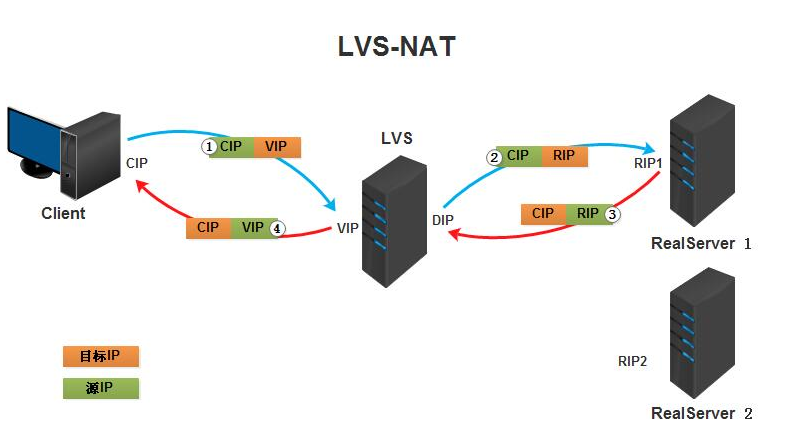 LVS-NAT
LVS
① CIP VIP
② CIP RIP
CIP
RIP1
Client
CIP VIP ④
VIP
DIP
CIP RIP ③
RealServer 1
目标IP
源IP
RIP2
RealServer 2